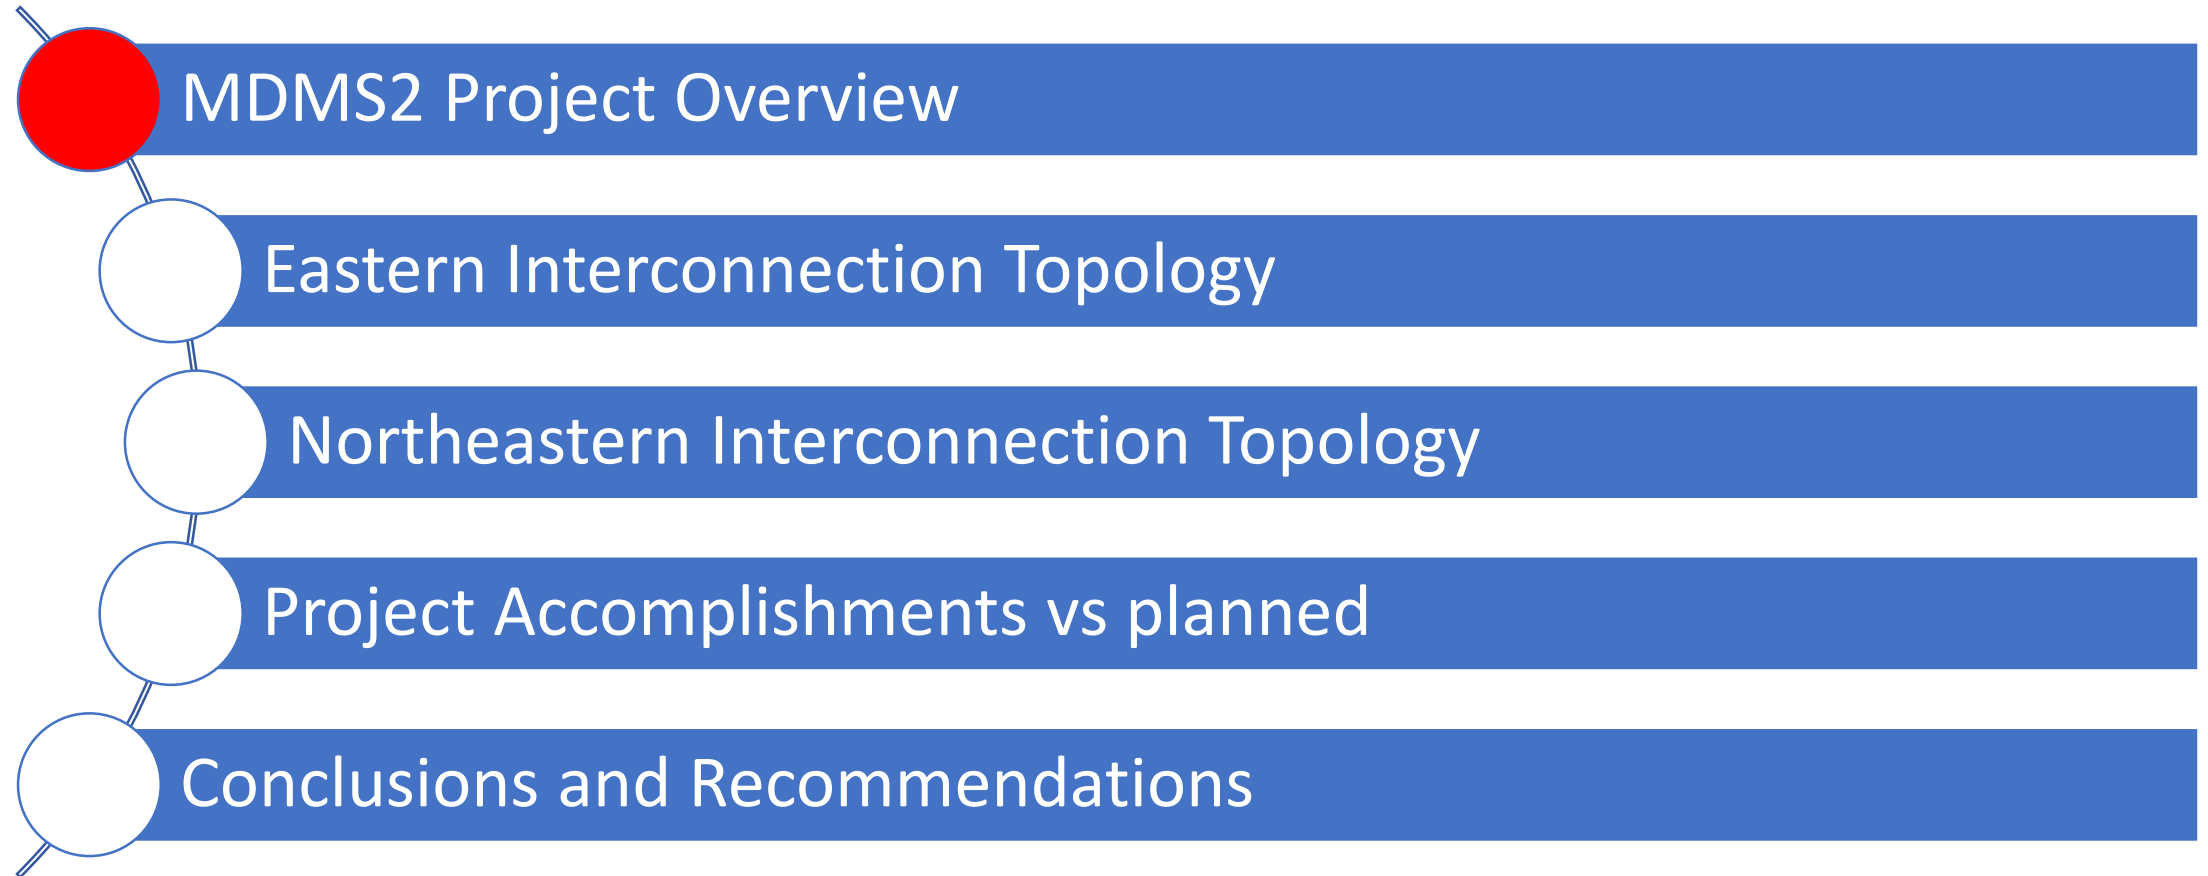 MDMS2 Project Overview
Eastern Interconnection Topology
Northeastern Interconnection Topology
Project Accomplishments vs planned
Conclusions and Recommendations